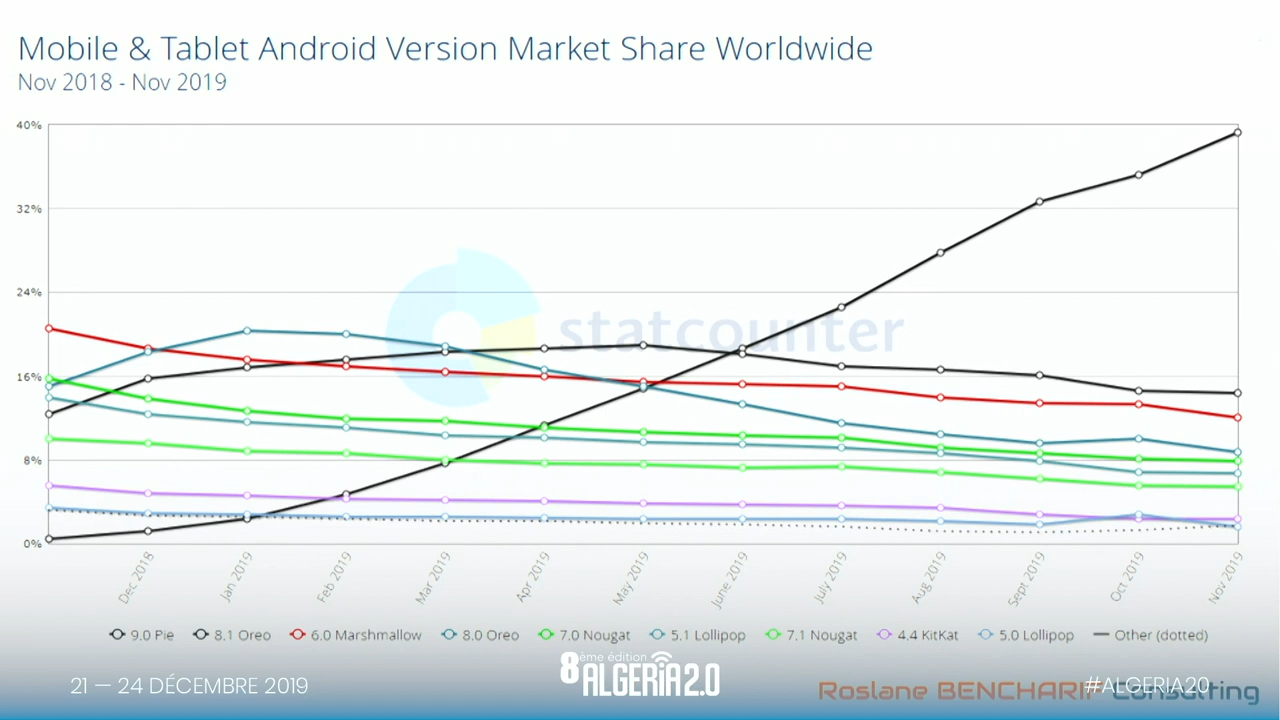 Mobile & Tablet Android Version Market Share Worldwide
Nov 2018 - Nov 2019
40%
32%
24%
16%
8%
0%
statcounter
Dec 2018
Jan 2019
Feb 2019
Mar 2019
Apr 2019
May 2019
June 2019
July 2019
Aug 2019
Sept 2019
Oct 2019
Nov 2019
9.0 Pie 8.1 Oreo 6.0 Marshmallow 8.0 Oreo 7.0 Nougat 5.1 Lollipop 7.1 Nougat 4.4 KitKat 5.0 Lollipop Other (dotted)
8ème édition
ALGERIA2.0
21 — 24 DÉCEMBRE 2019
#ALGERIA20
Roslane BENCHARIF Consulting